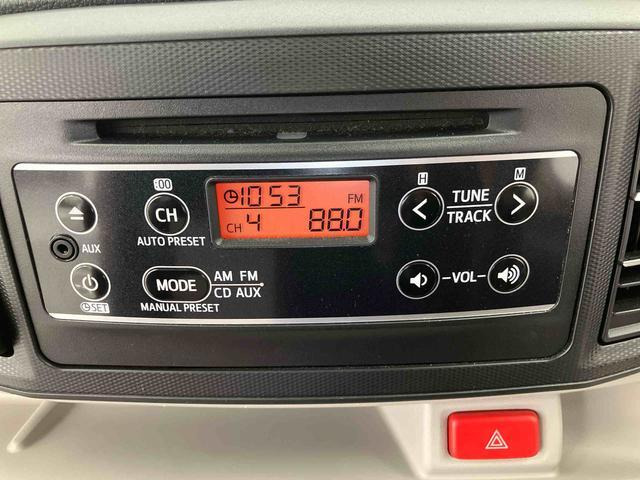 :00
CH
AUTO PRESET
AUX
SET
MODE
AM FM
CD AUX
MANUAL PRESET
10 53
FM
CH 4 88.0
H
M
< TUNE >
TRACK
-VOL-